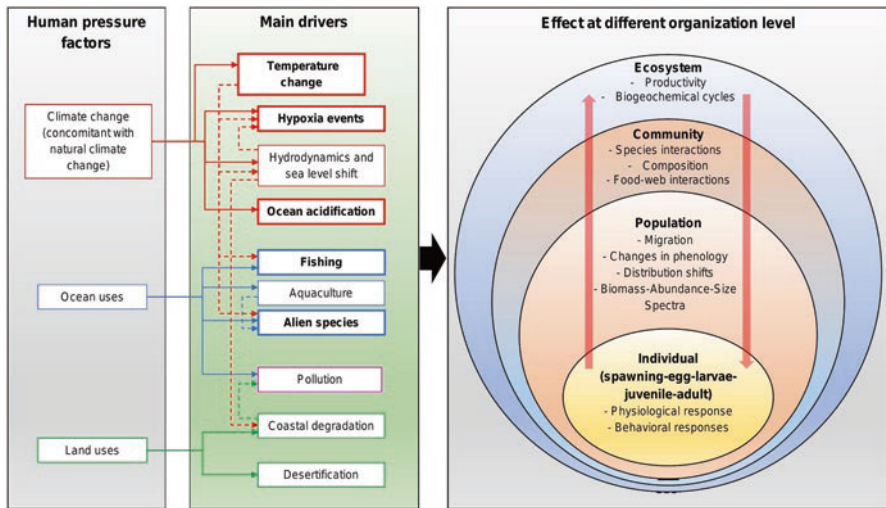 Human pressure
factors
Climate change
(concomitant with
natural climate
change)
Ocean uses
Land uses
Main drivers
Temperature
change
Hypoxia events
Hydrodynamics and
sea level shift
Ocean acidification
Fishing
Aquaculture
Alien species
Pollution
Coastal degradation
Desertification
Effect at different organization level
Ecosystem
- Productivity
- Biogeochemical cycles
Community
- Species interactions
- Composition
- Food-web interactions
Population
- Migration
- Changes in phenology
- Distribution shifts
- Biomass-Abundance-Size
Spectra
Individual
(spawning-egg-larvae-
juvenile-adult)
- Physiological response
- Behavioral responses